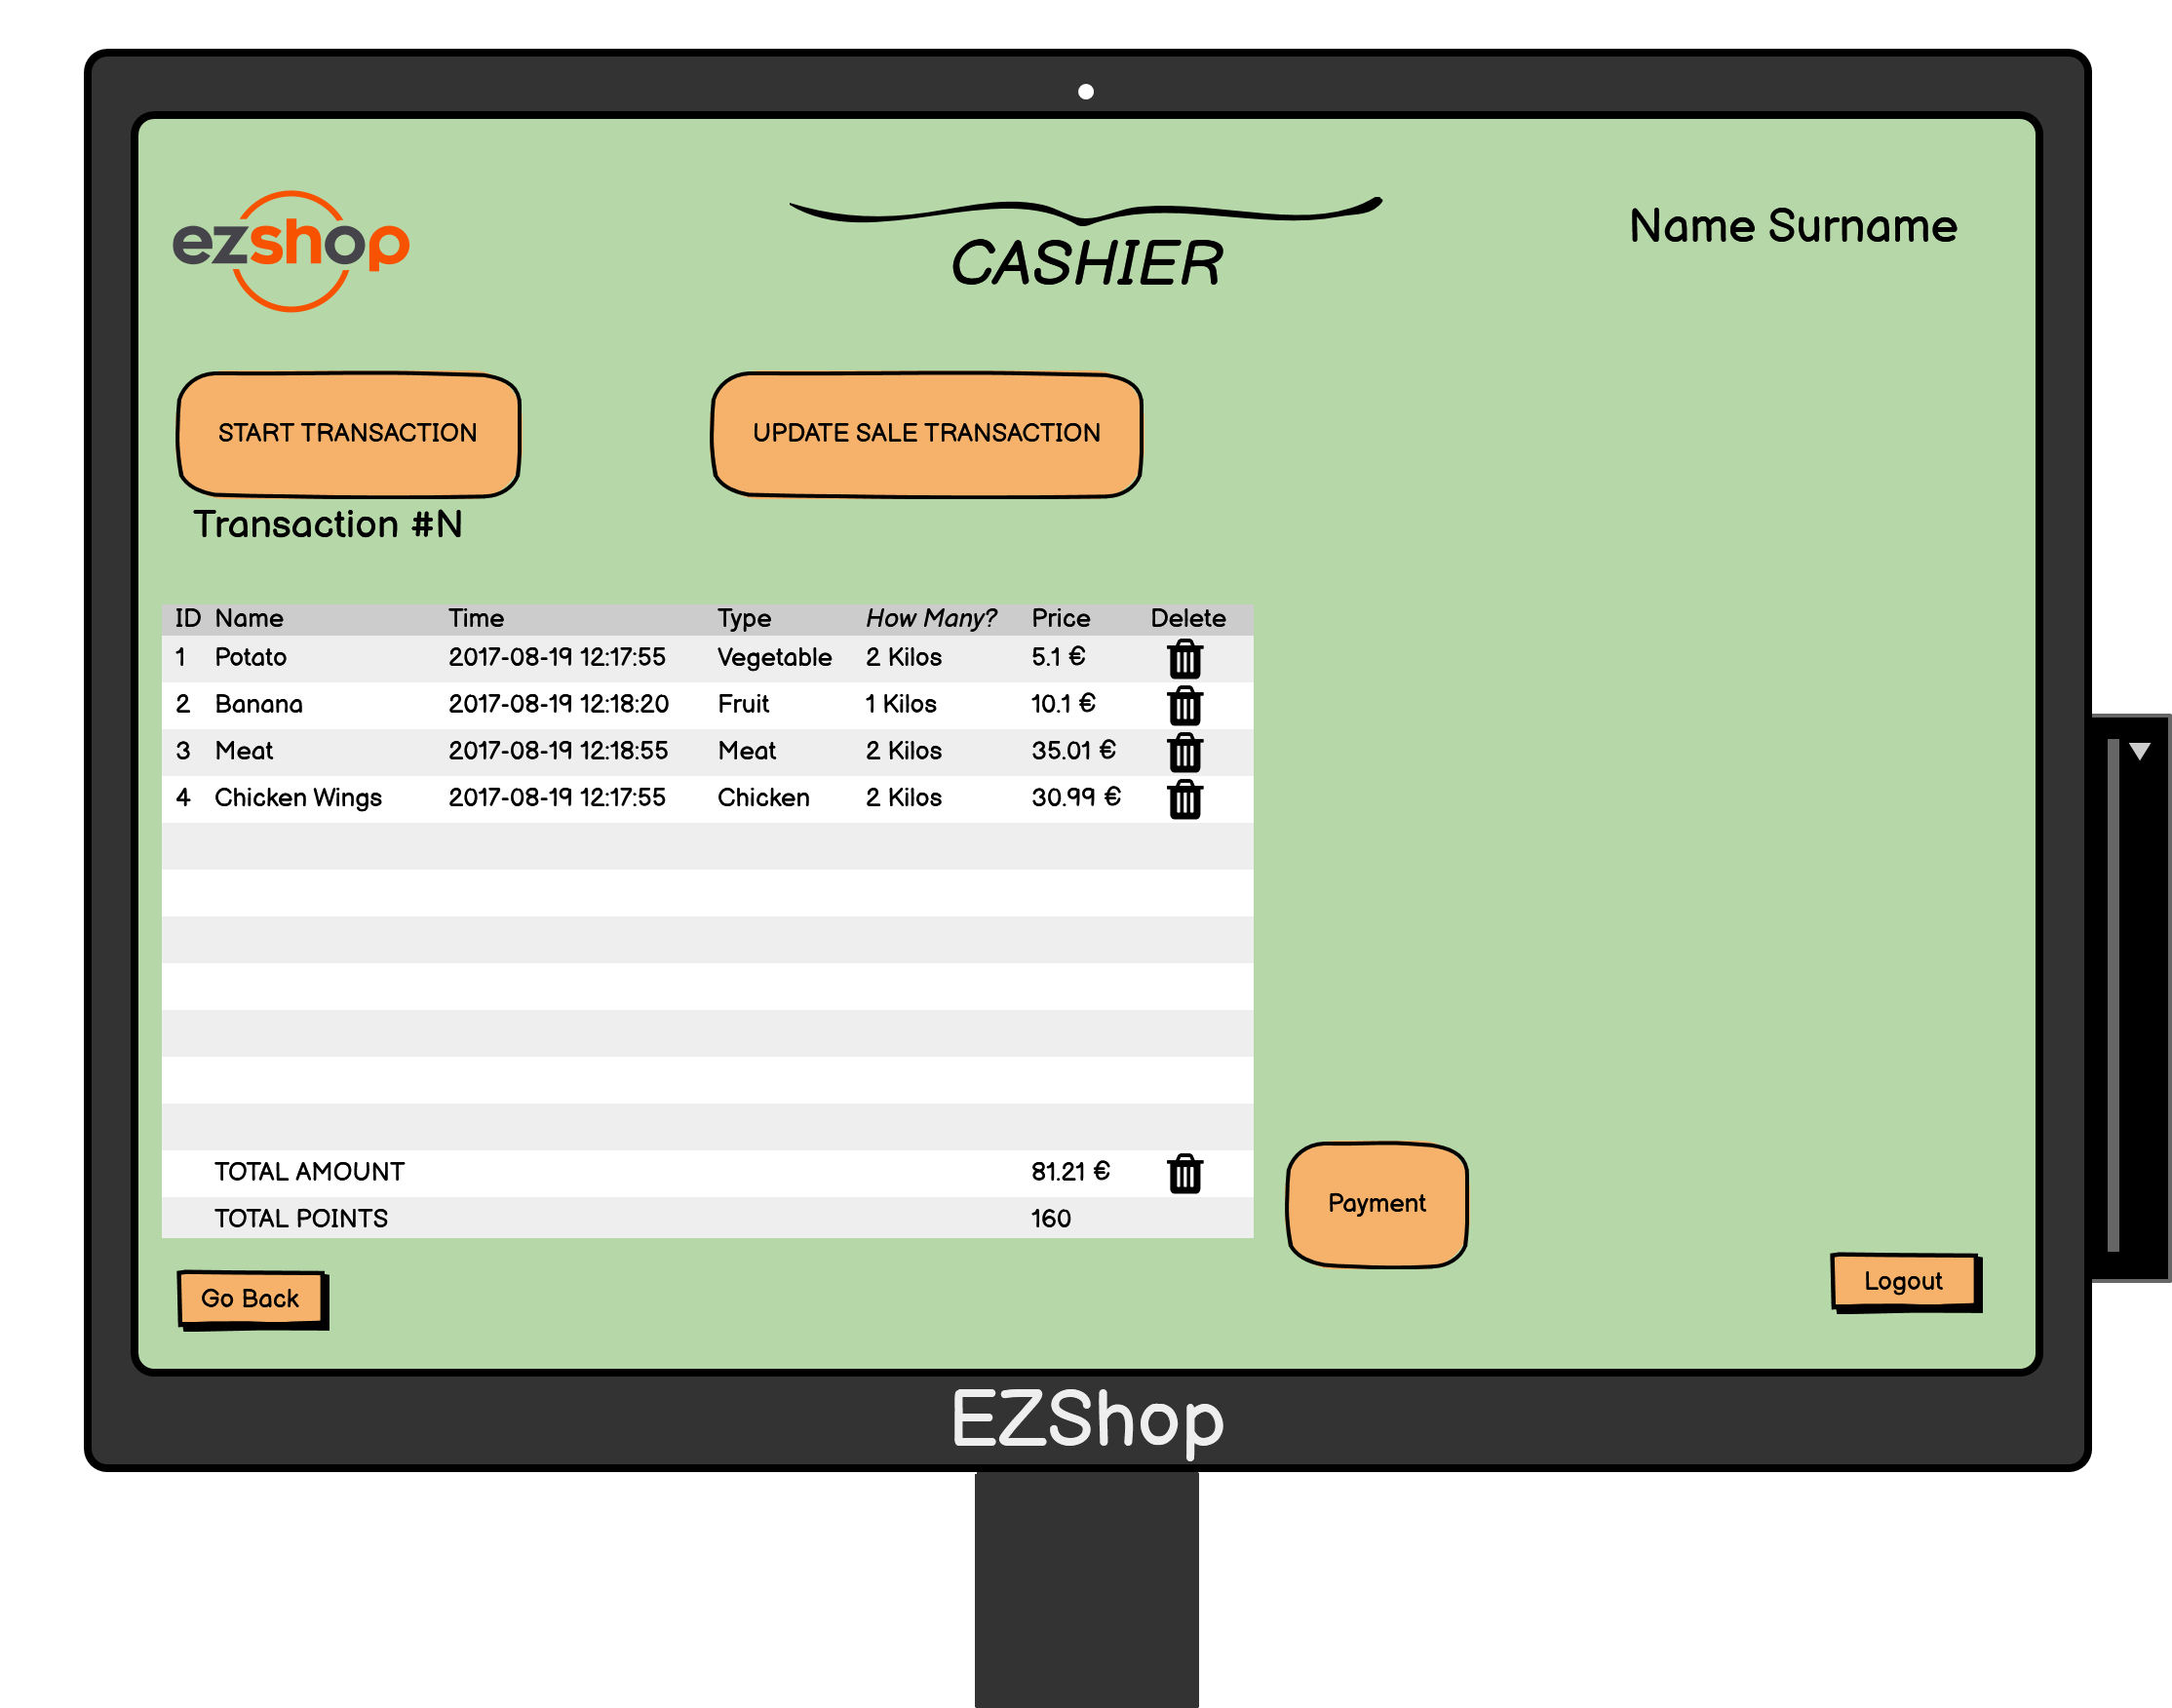 ezshop
CASHIER
Name Surname
START TRANSACTION
UPDATE SALE TRANSACTION
Transaction #N
ID Name Time Type How Many? Price Delete
1 Potato 2017-08-19 12:17:55 Vegetable 2 Kilos 5.1 €
2 Banana 2017-08-19 12:18:20 Fruit 1 Kilos 10.1 €
3 Meat 2017-08-19 12:18:55 Meat 2 Kilos 35.01 €
4 Chicken Wings 2017-08-19 12:17:55 Chicken 2 Kilos 30.99 €
TOTAL AMOUNT 81.21 €
TOTAL POINTS 160
Payment
Go Back
Logout
EZShop